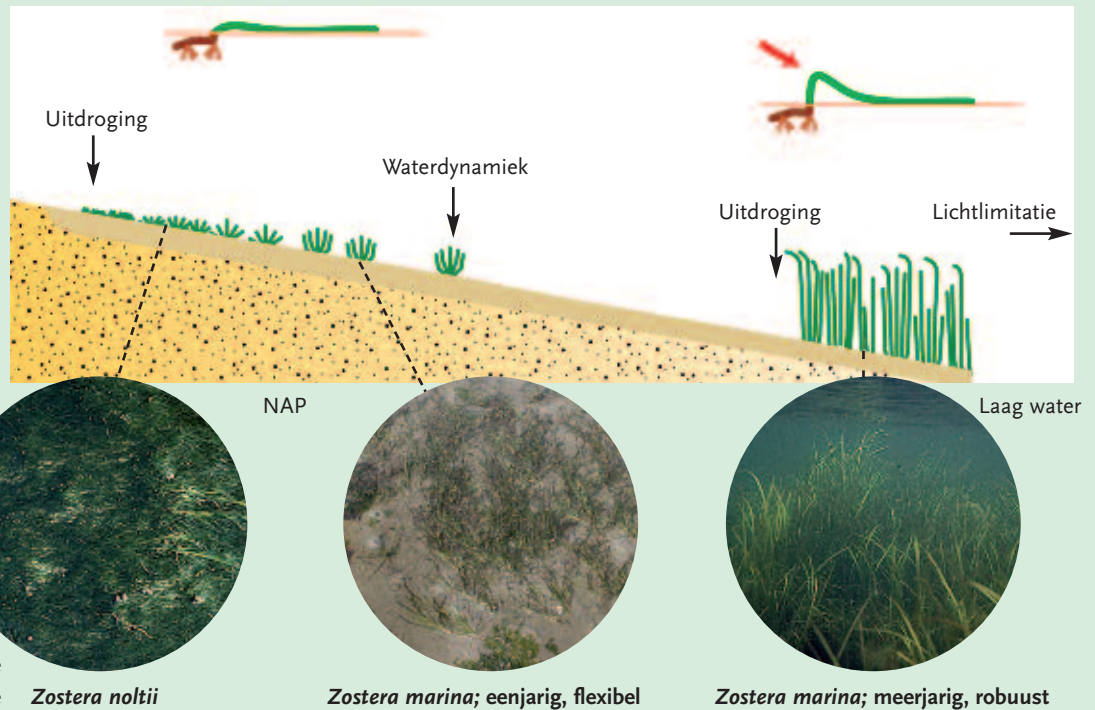 Uitdroging
Waterdynamiek
Uitdroging
Lichtlimitatie
NAP
Laag water
Zostera noltii
Zostera marina; eenjarig, flexibel
Zostera marina; meerjarig, robuust